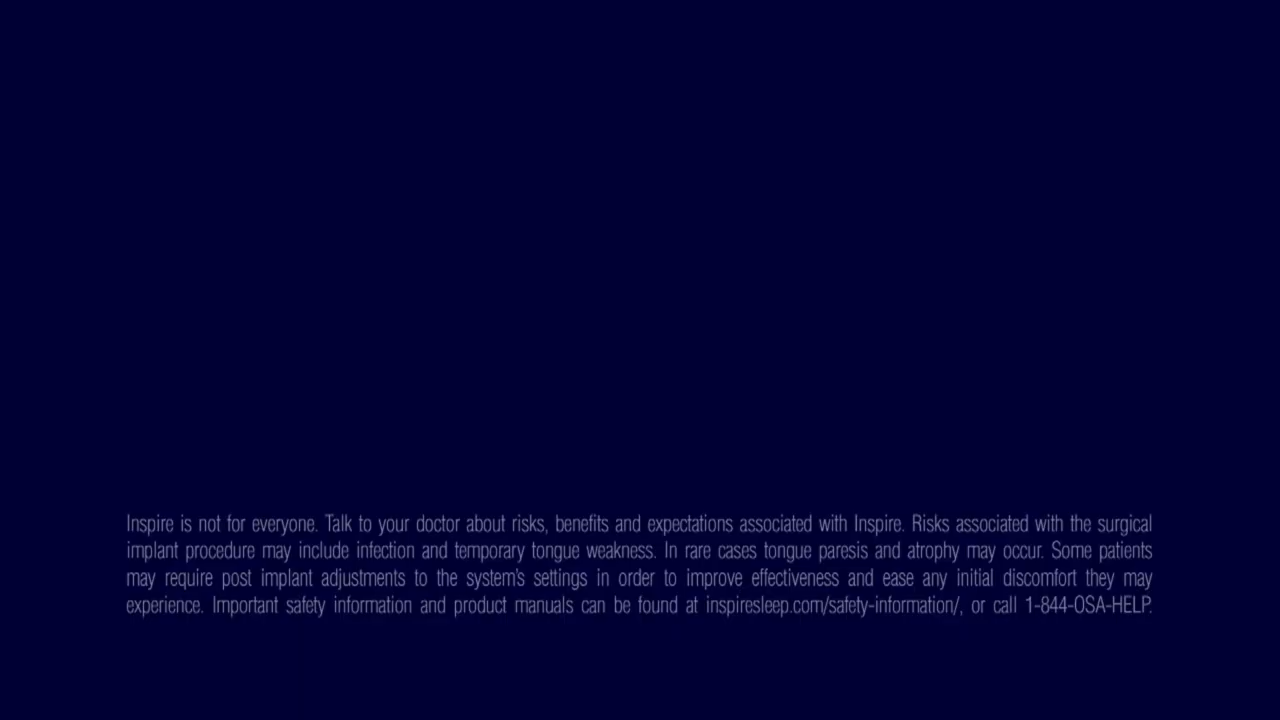 Inspire is not for everyone. Talk to your doctor about risks, benefits and expectations associated with Inspire. Risks associated with the surgical
implant procedure may include infection and temporary tongue weakness. In rare cases tongue paresis and atrophy may occur. Some patients
may require post implant adjustments to the system's settings in order to improve effectiveness and ease any initial discomfort they may
experience. Important safety information and product manuals can be found at inspiresleep.com/safety-information/, or call 1-844-OSA-HELP.